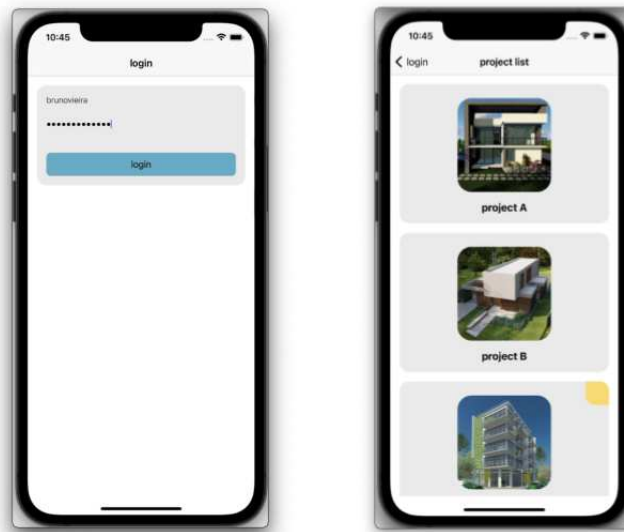 10:45
login
brunovieira
•••••••••••••
login
10:45
login
project list
project A
project B